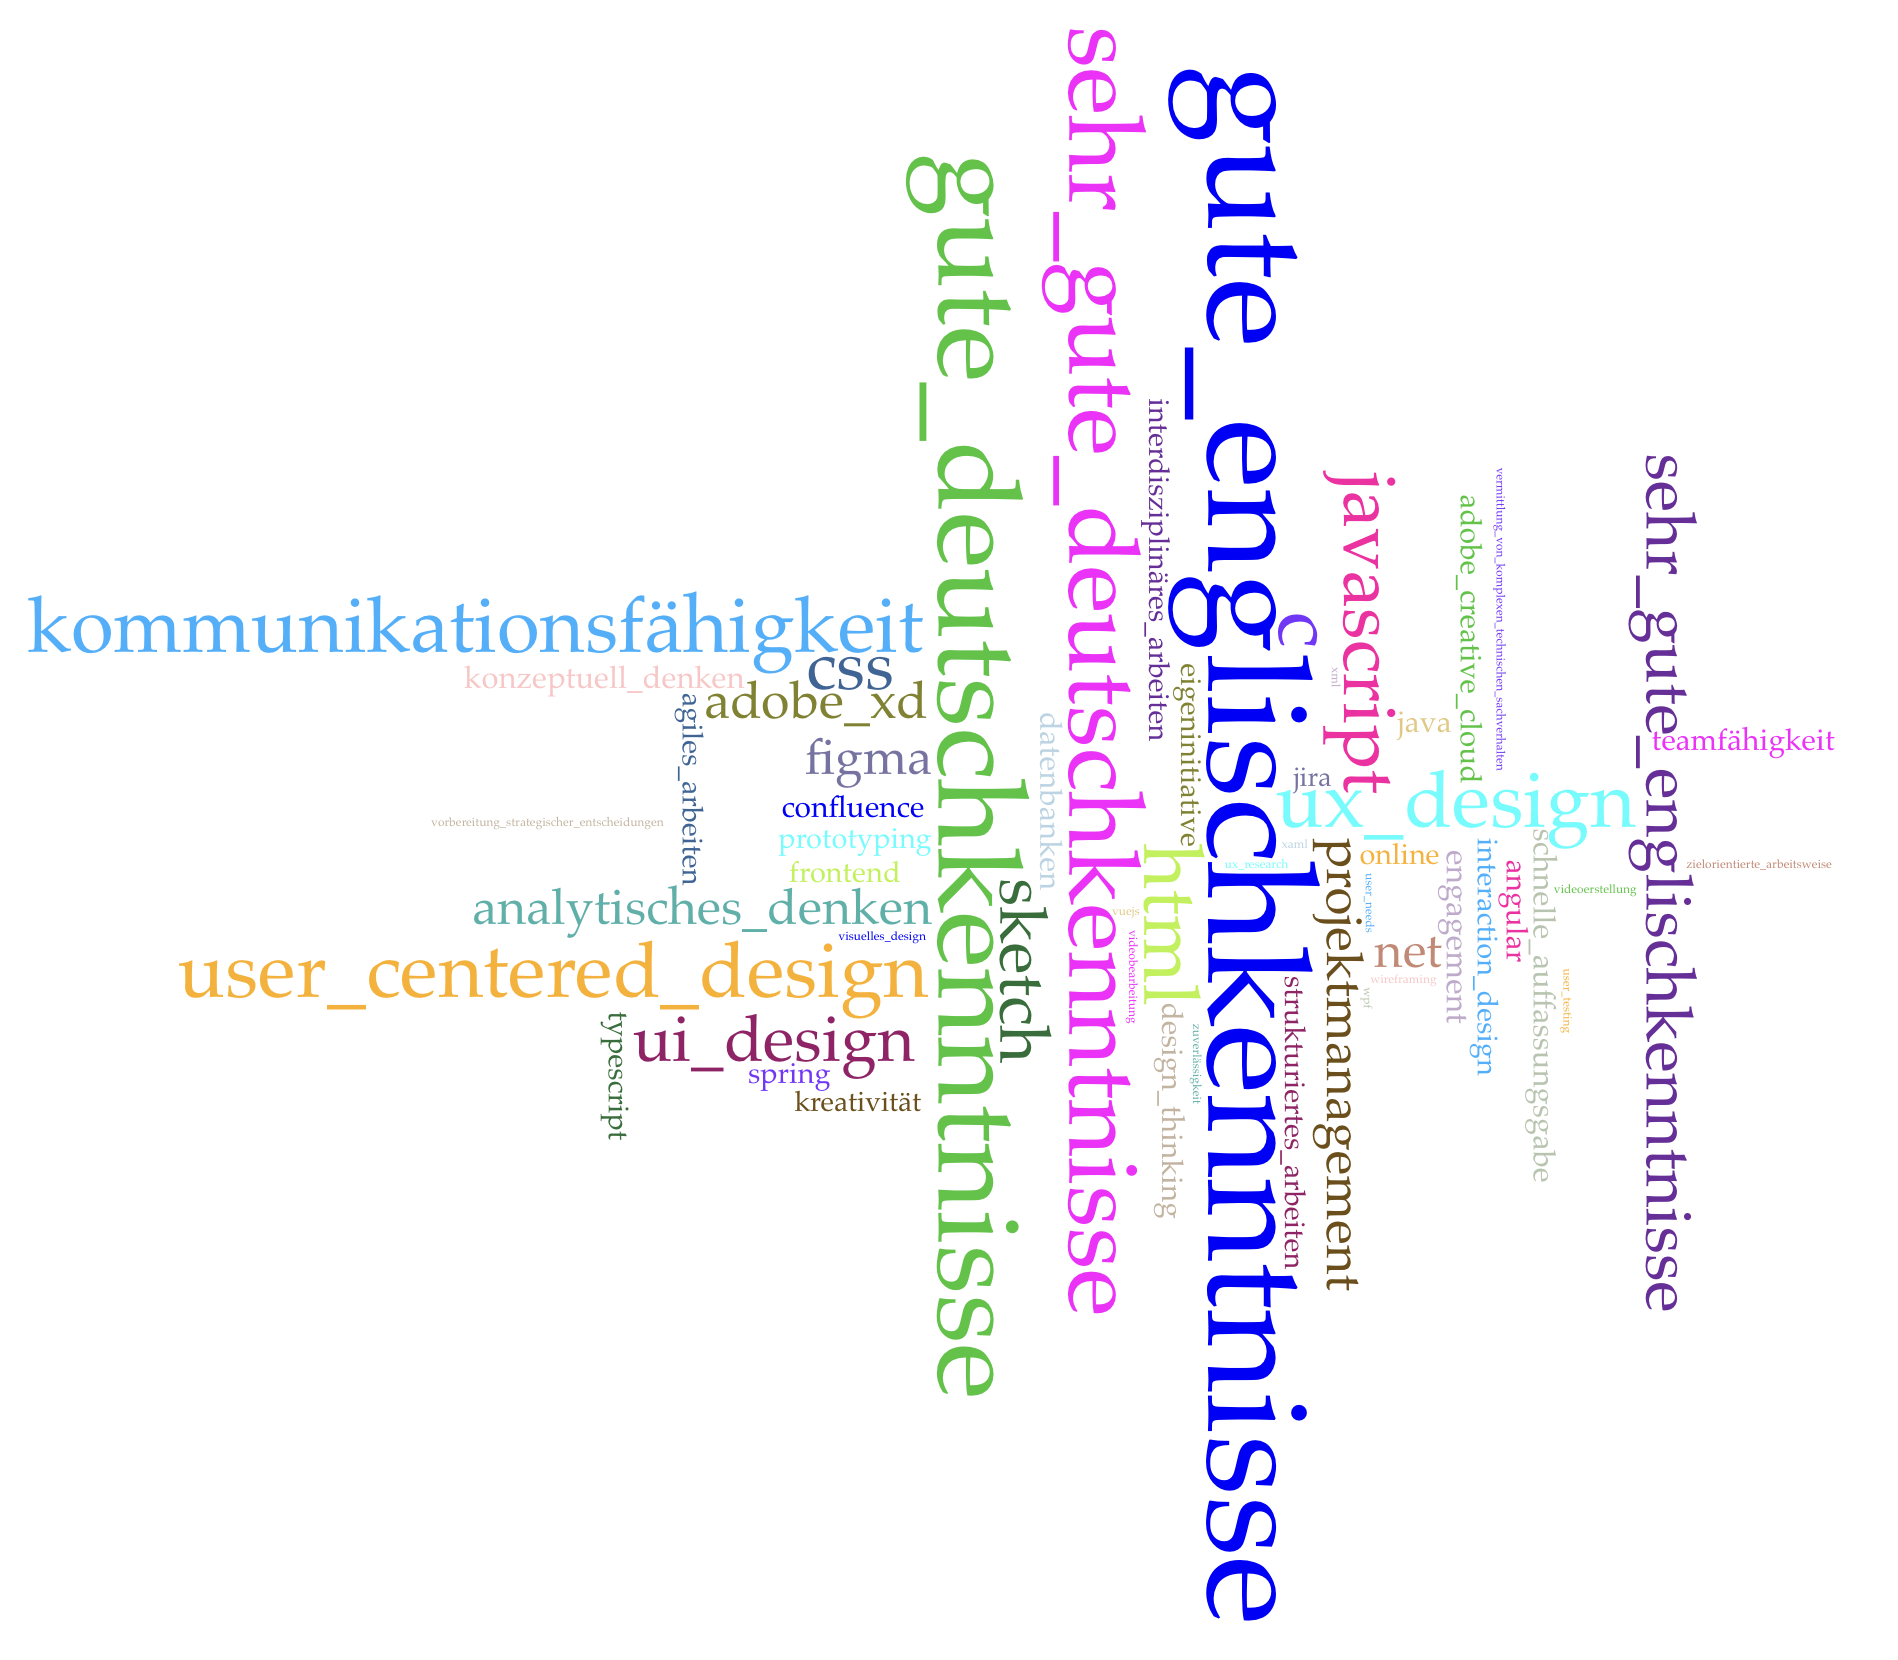 sehr_gute_deutschkenntnisse
gute_englischkenntnisse
gute_deutschkenntnisse
interdisziplinäres_arbeiten
javascript
adobe_creative_cloud
vermittlung_von_komplexen_technischen_sachverhalten
sehr_gute_englischkenntnisse
kommunikationsfähigkeit
c
css
konzeptuell_denken
xml
eigeninitiative
adobe_xd
agiles_arbeiten
datenbanken
java
teamfähigkeit
figma
jira
ux_design
confluence
vorbereitung_strategischer_entscheidungen
prototyping
html
xaml
projektmanagement
online
interaction_design
schnelle_auffassungsgabe
ux_research
engagement
angular
zielorientierte_arbeitsweise
frontend
sketch
user_needs
videoerstellung
analytisches_denken
vuejs
visuelles_design
videobearbeitung
net
user_centered_design
strukturiertes_arbeiten
wireframing
wpf
user_testing
design_thinking
zuverlässigkeit
typescript
ui_design
spring
kreativität